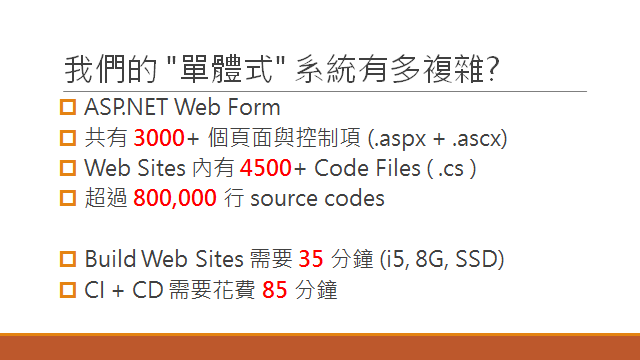 我們的 "單體式" 系統有多複雜?
ASP.NET Web Form
共有 3000+ 個頁面與控制項 (.aspx + .ascx)
Web Sites 內有 4500+ Code Files ( .cs )
超過 800,000 行 source codes
Build Web Sites 需要 35 分鐘 (i5, 8G, SSD)
CI + CD 需要花費 85 分鐘